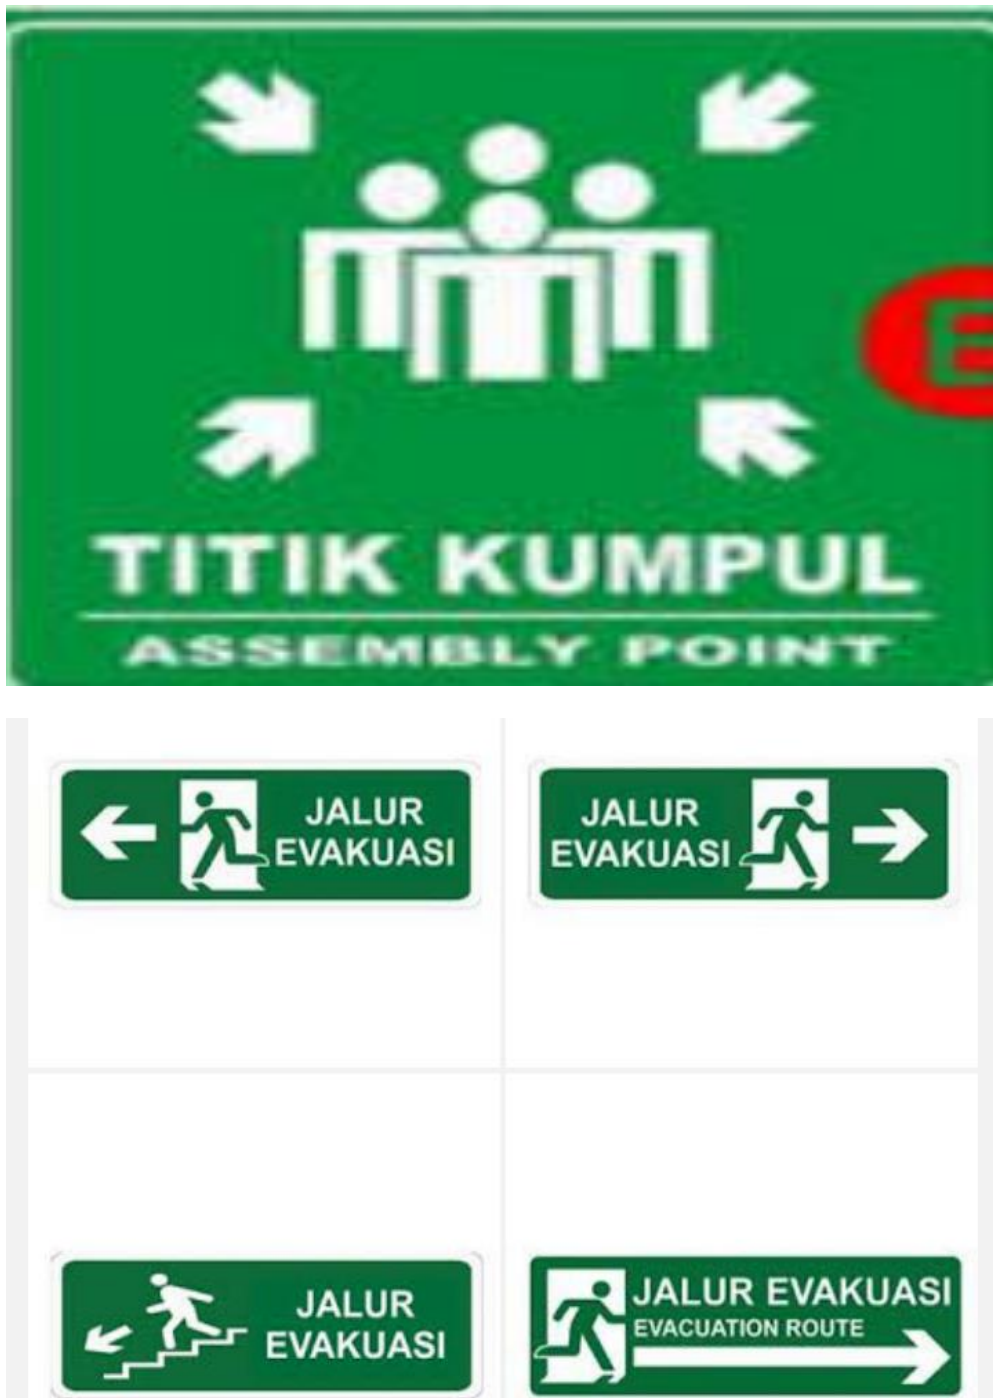 E
TITIK KUMPUL
ASSEMBLY POINT
JALUR
EVAKUASI
JALUR
EVAKUASI
JALUR
EVAKUASI
JALUR EVAKUASI
EVACUATION ROUTE